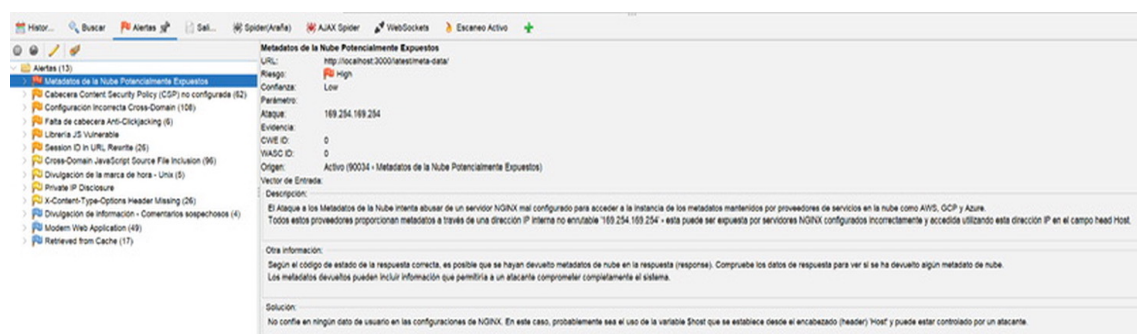 Histor... Buscar Alertas Sali... Spider(Araña) AJAX Spider WebSockets Escaneo Activo
Alertas (13)
Metadatos de la Nube Potencialmente Expuestos
Cabecera Content Security Policy (CSP) no configurada (62)
Configuración Incorrecta Cross-Domain (108)
Falta de cabecera Anti-Clickjacking (6)
Librería JS Vulnerable
Session ID in URL Rewrite (26)
Cross-Domain JavaScript Source File Inclusion (96)
Divulgación de la marca de hora - Unix (5)
Private IP Disclosure
X-Content-Type-Options Header Missing (26)
Divulgación de información - Comentarios sospechosos (4)
Modern Web Application (49)
Retrieved from Cache (17)
Metadatos de la Nube Potencialmente Expuestos
URL: http://localhost:3000/latest/meta-data/
Riesgo: High
Confianza: Low
Parámetro:
Ataque: 169.254.169.254
Evidencia:
CWE ID: 0
WASC ID: 0
Origen: Activo (90034 - Metadatos de la Nube Potencialmente Expuestos)
Vector de Entrada:
Descripción:
El Ataque a los Metadatos de la Nube intenta abusar de un servidor NGINX mal configurado para acceder a la instancia de los metadatos mantenidos por proveedores de servicios en la nube como AWS, GCP y Azure.
Todos estos proveedores proporcionan metadatos a través de una dirección IP interna no enrutable '169.254.169.254' - esta puede ser expuesta por servidores NGINX configurados incorrectamente y accedida utilizando esta dirección IP en el campo head Host.
Otra información:
Según el código de estado de la respuesta correcta, es posible que se hayan devuelto metadatos de nube en la respuesta (response). Compruebe los datos de respuesta para ver si se ha devuelto algún metadato de nube.
Los metadatos devueltos pueden incluir información que permitiría a un atacante comprometer completamente el sistema.
Solución:
No confíe en ningún dato de usuario en las configuraciones de NGINX. En este caso, probablemente sea el uso de la variable $host que se establece desde el encabezado (header) 'Host' y puede estar controlado por un atacante.